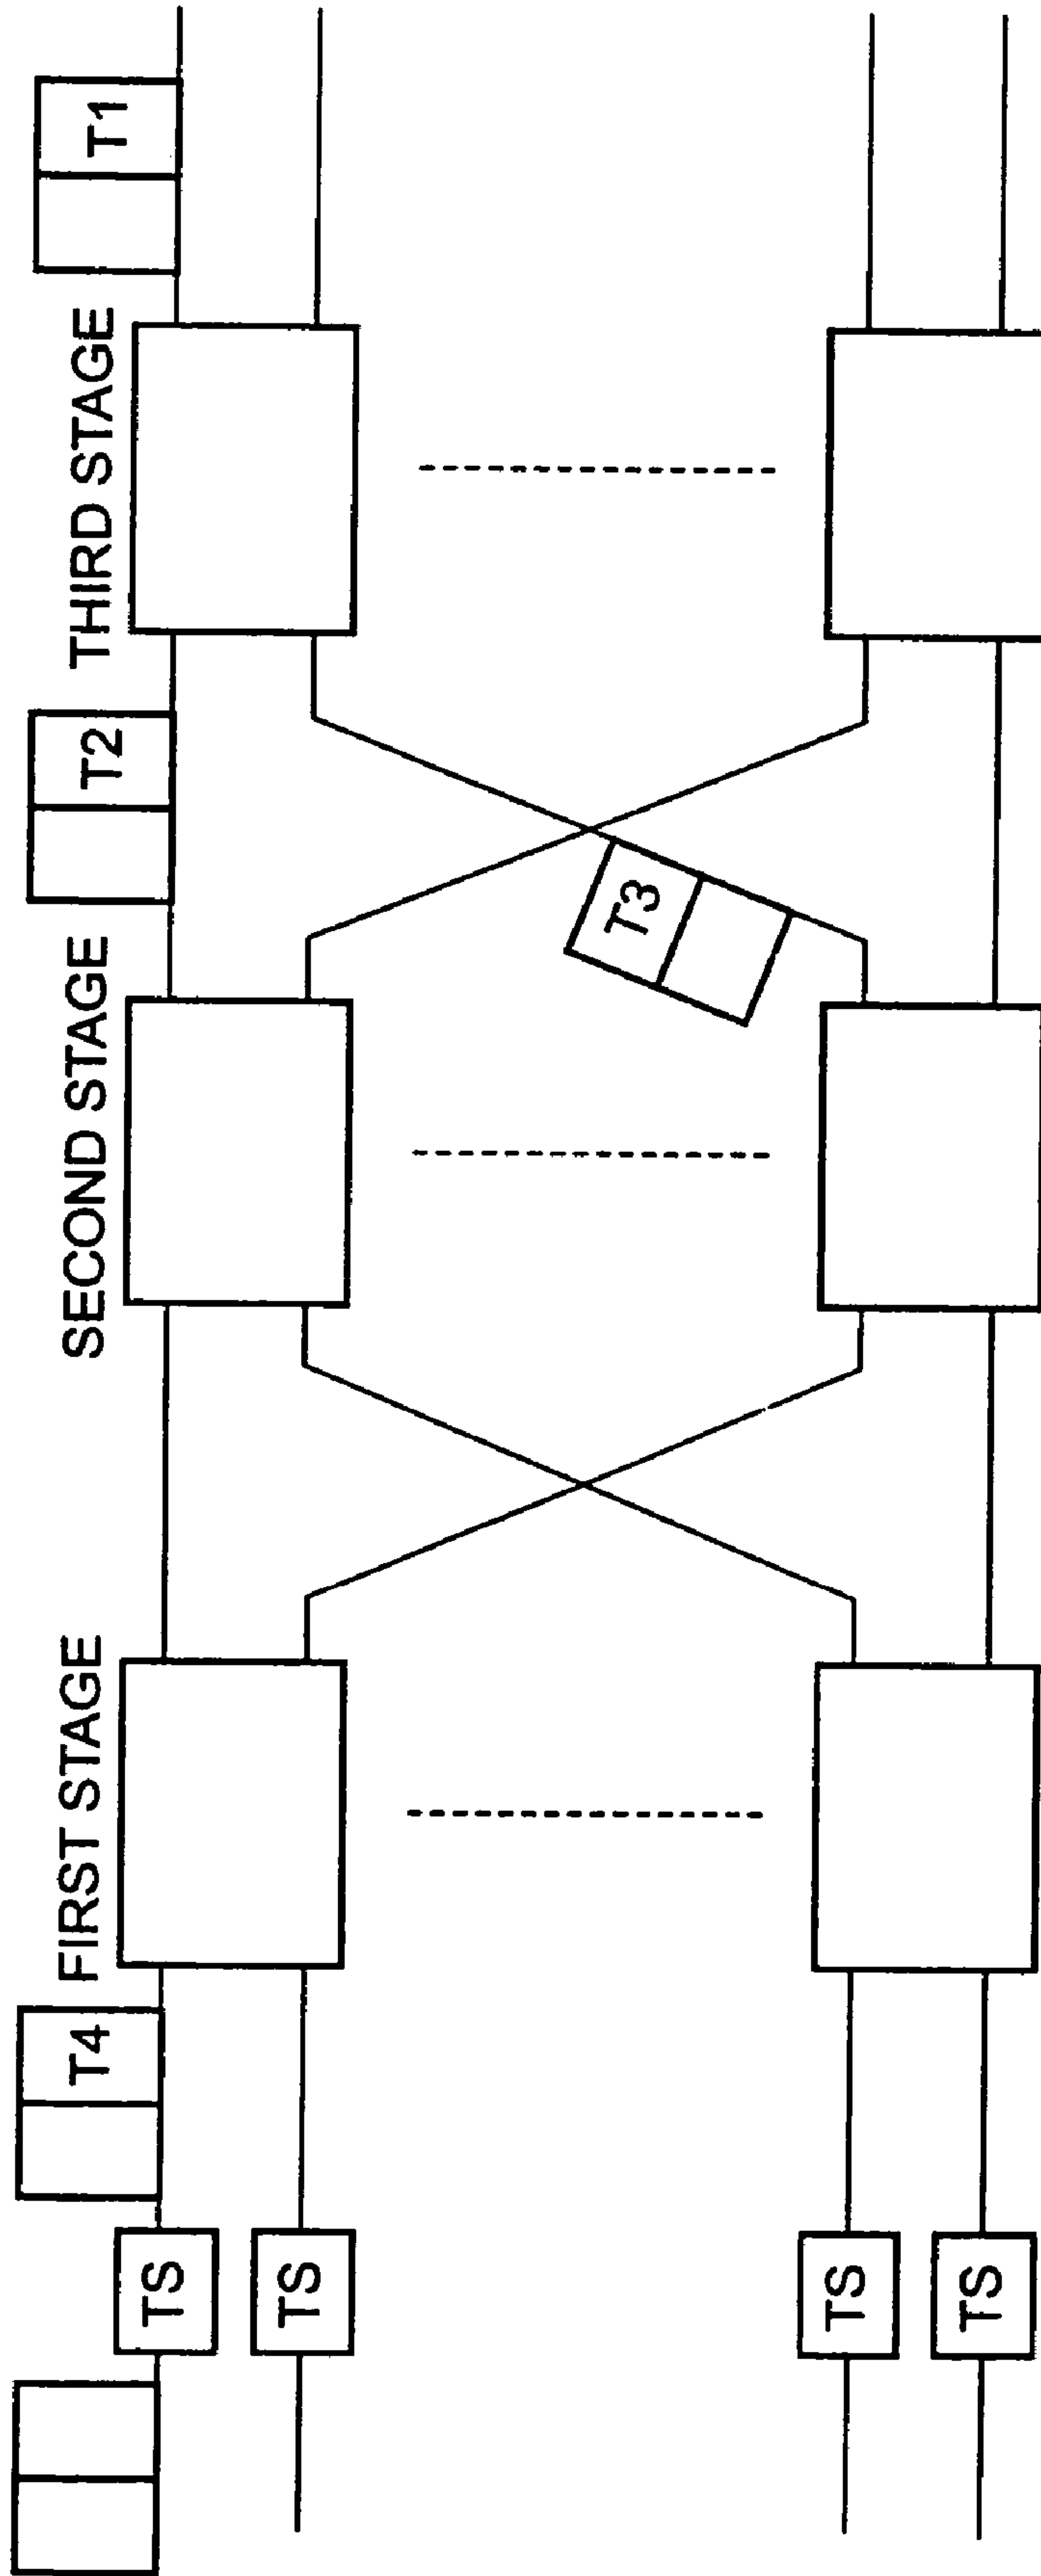 T4
T2
T1
FIRST STAGE
SECOND STAGE
THIRD STAGE
T3
TS
TS
TS
TS